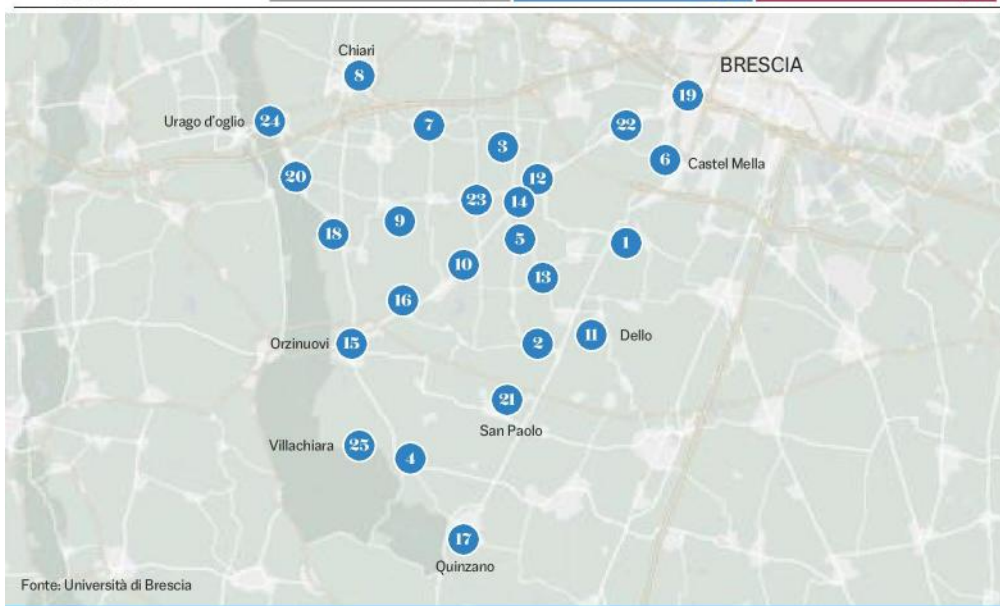 Chiari
8
BRESCIA
19
Urago d'oglio
24
7
22
3
6
Castel Mella
20
12
23
14
9
18
5
1
10
13
16
Orzinuovi
15
2
11
Dello
21
San Paolo
Villachiara
25
4
17
Quinzano
Fonte: Università di Brescia